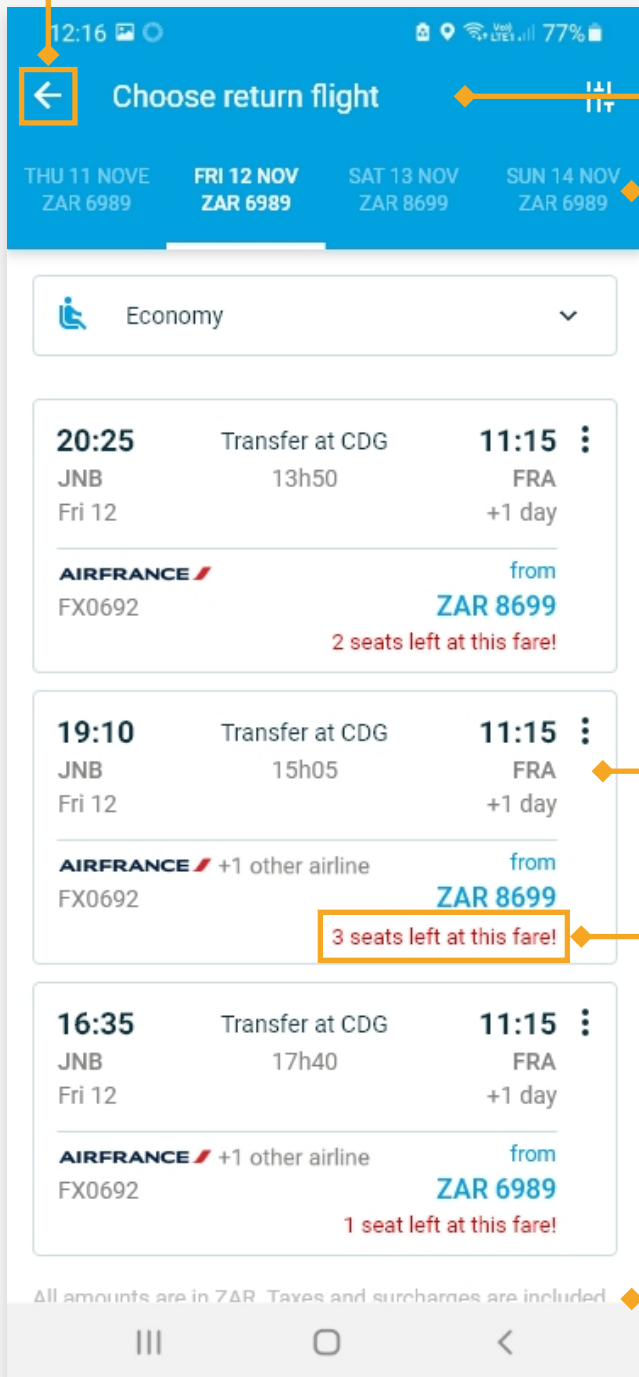 12:16 Vo) LTE1 77%
Choose return flight
THU 11 NOVE FRI 12 NOV SAT 13 NOV SUN 14 NOV
ZAR 6989 ZAR 6989 ZAR 8699 ZAR 6989
Economy
20:25 Transfer at CDG 11:15
JNB 13h50 FRA
Fri 12 +1 day
AIRFRANCE from
FX0692 ZAR 8699
2 seats left at this fare!
19:10 Transfer at CDG 11:15
JNB 15h05 FRA
Fri 12 +1 day
AIRFRANCE +1 other airline from
FX0692 ZAR 8699
3 seats left at this fare!
16:35 Transfer at CDG 11:15
JNB 17h40 FRA
Fri 12 +1 day
AIRFRANCE +1 other airline from
FX0692 ZAR 6989
1 seat left at this fare!
All amounts are in ZAR. Taxes and surcharges are included